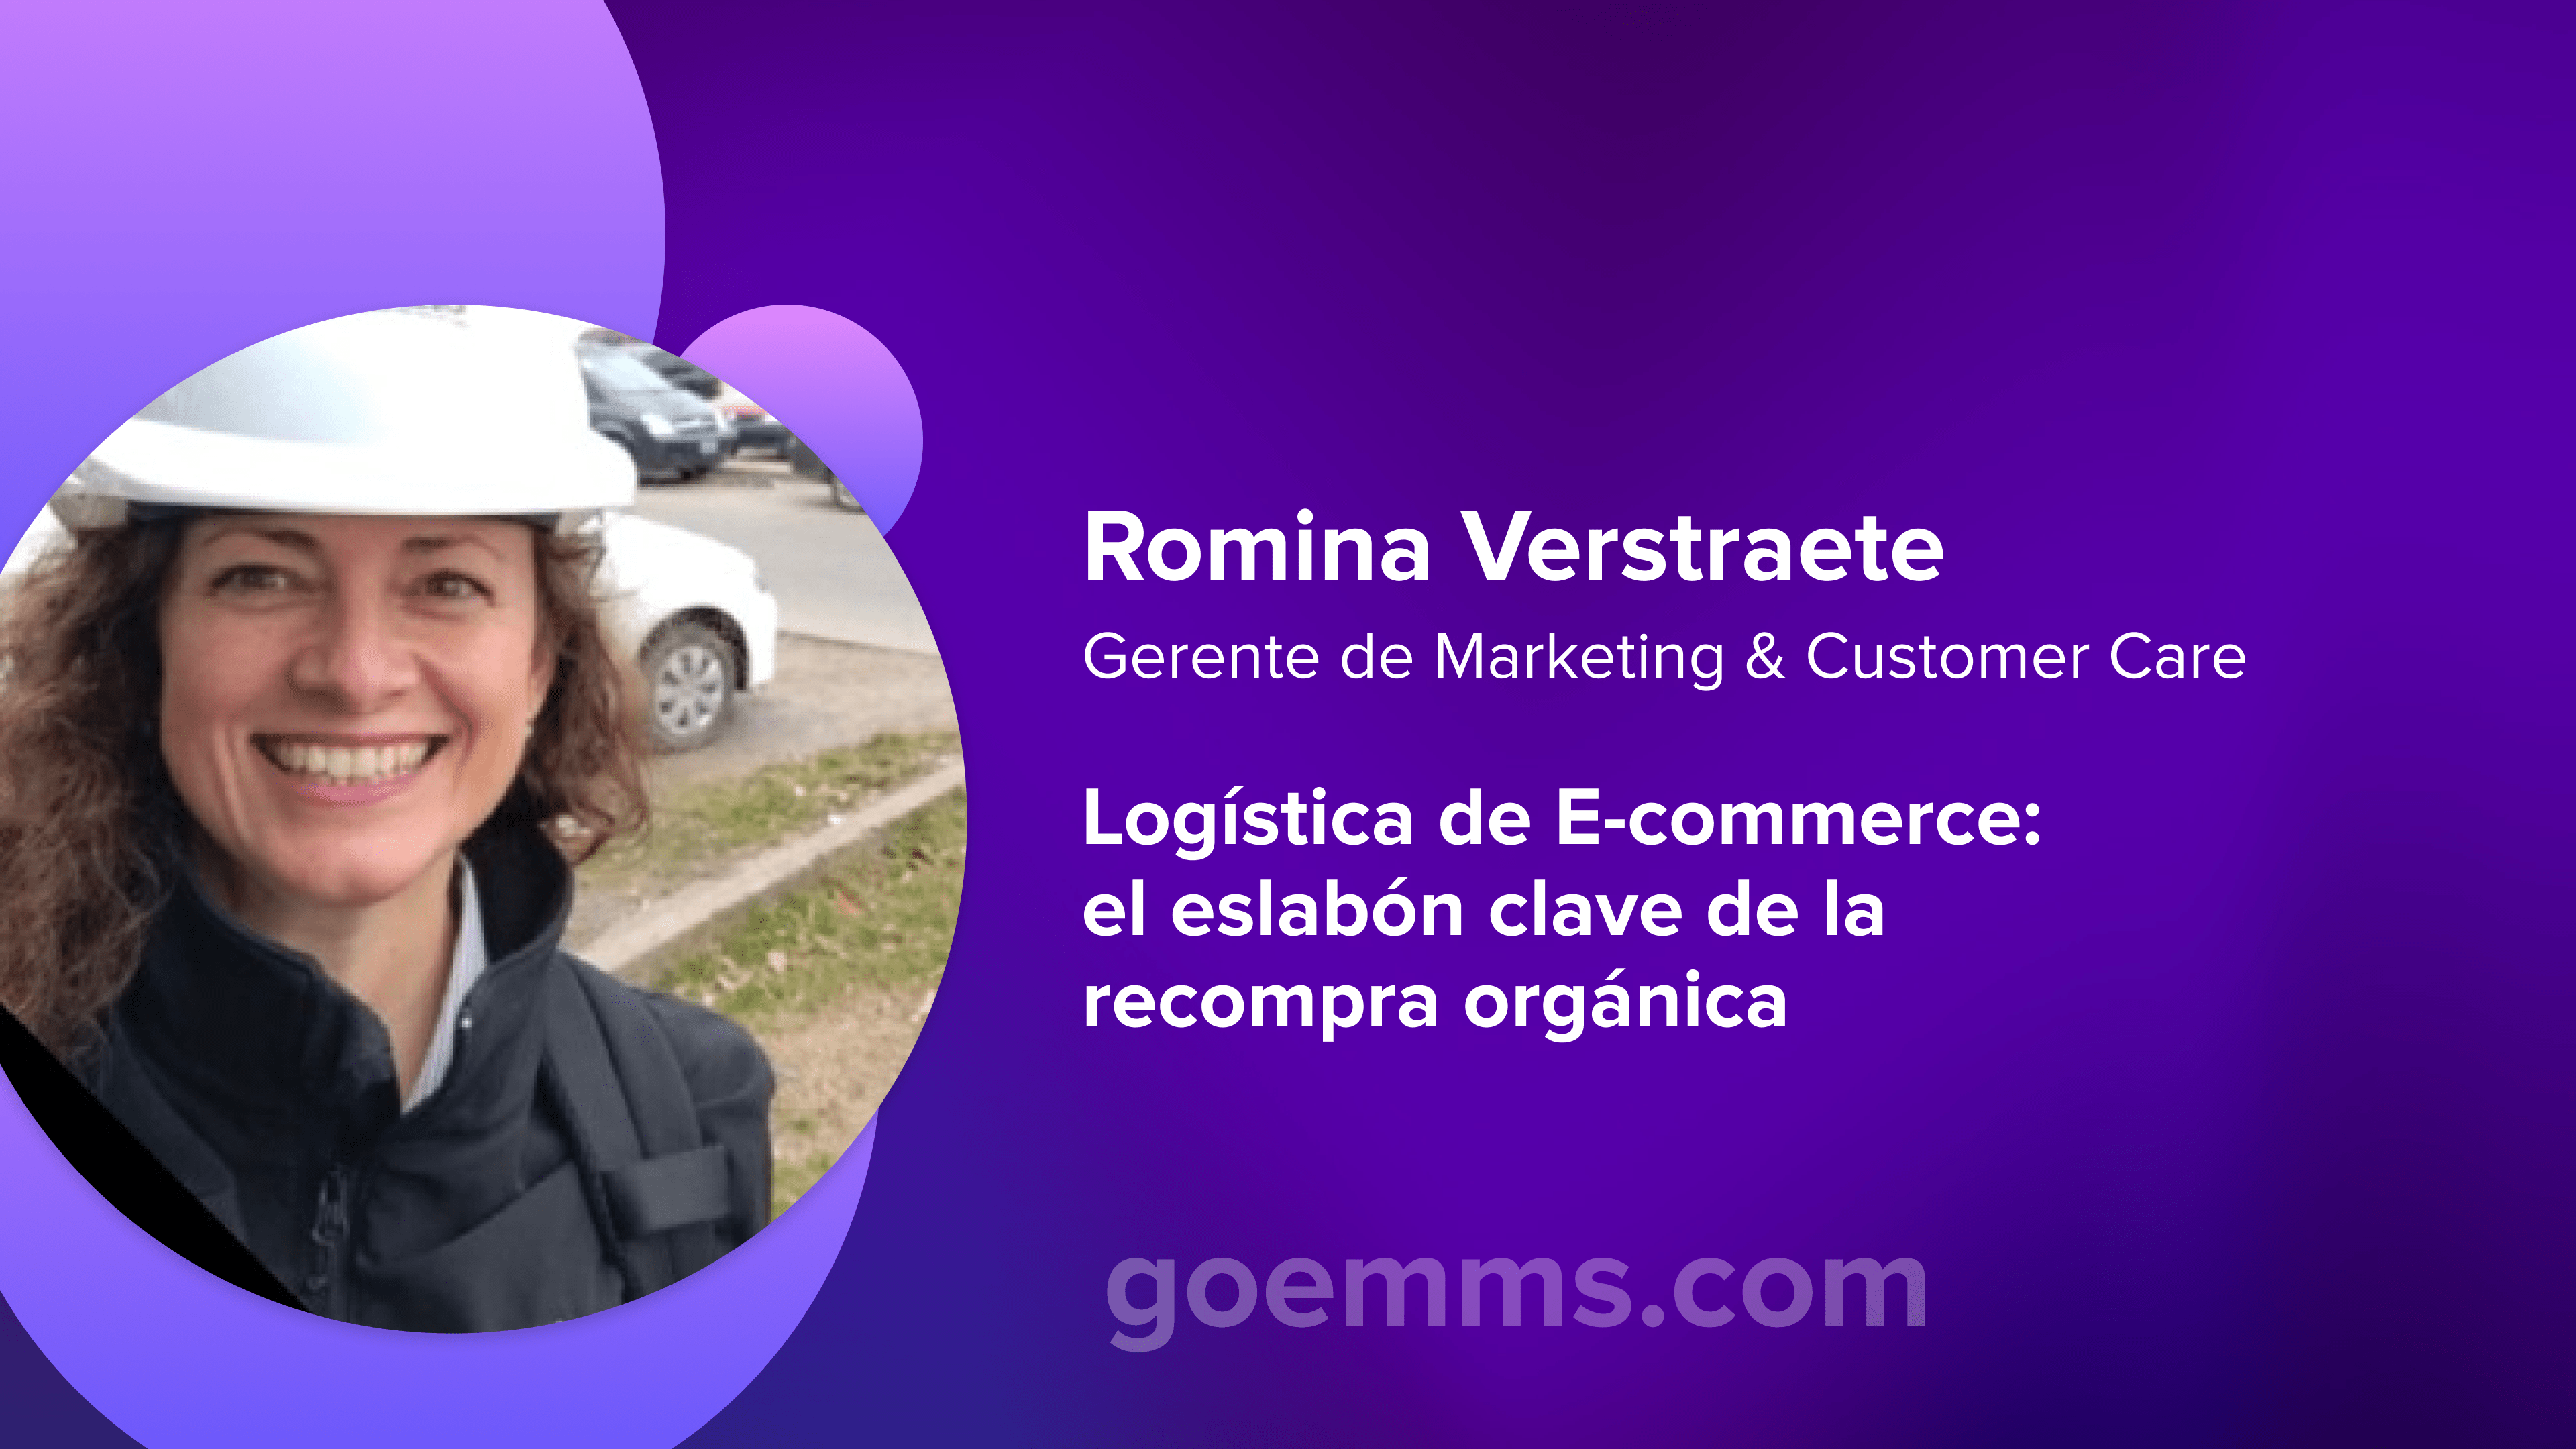 Romina Verstraete
Gerente de Marketing & Customer Care
Logística de E-commerce:
el eslabón clave de la
recompra orgánica
goemms.com